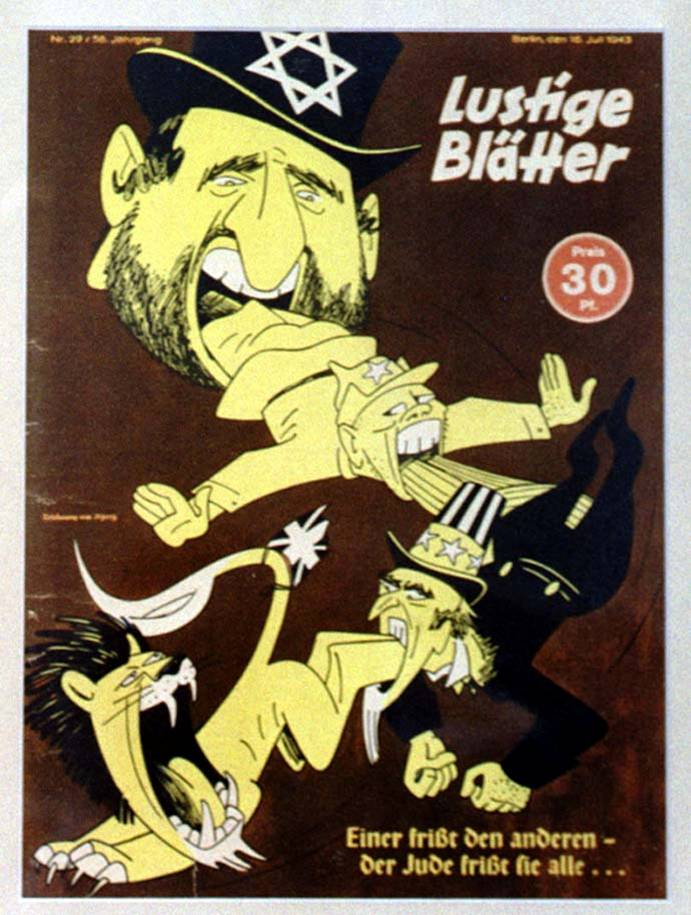 Nr. 29 / 58. Jahrgang
Berlin, den 16. Juli 1943
Lustige
Blätter
Preis
30
Pf.
Einer frißt den anderen –
der Jude frißt sie alle . . .